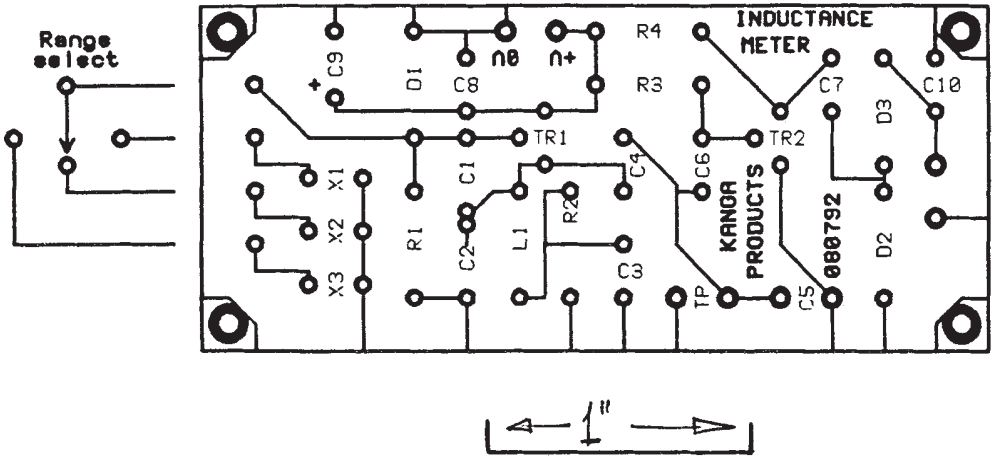 Range
select
INDUCTANCE
METER
C9
D1
C8
n0
n+
R4
R3
C7
D3
C10
+
TR1
TR2
C1
C4
C6
X1
X2
X3
R1
C2
L1
R2
C3
TP
C5
D2
KANGA
PRODUCTS
080792
1"